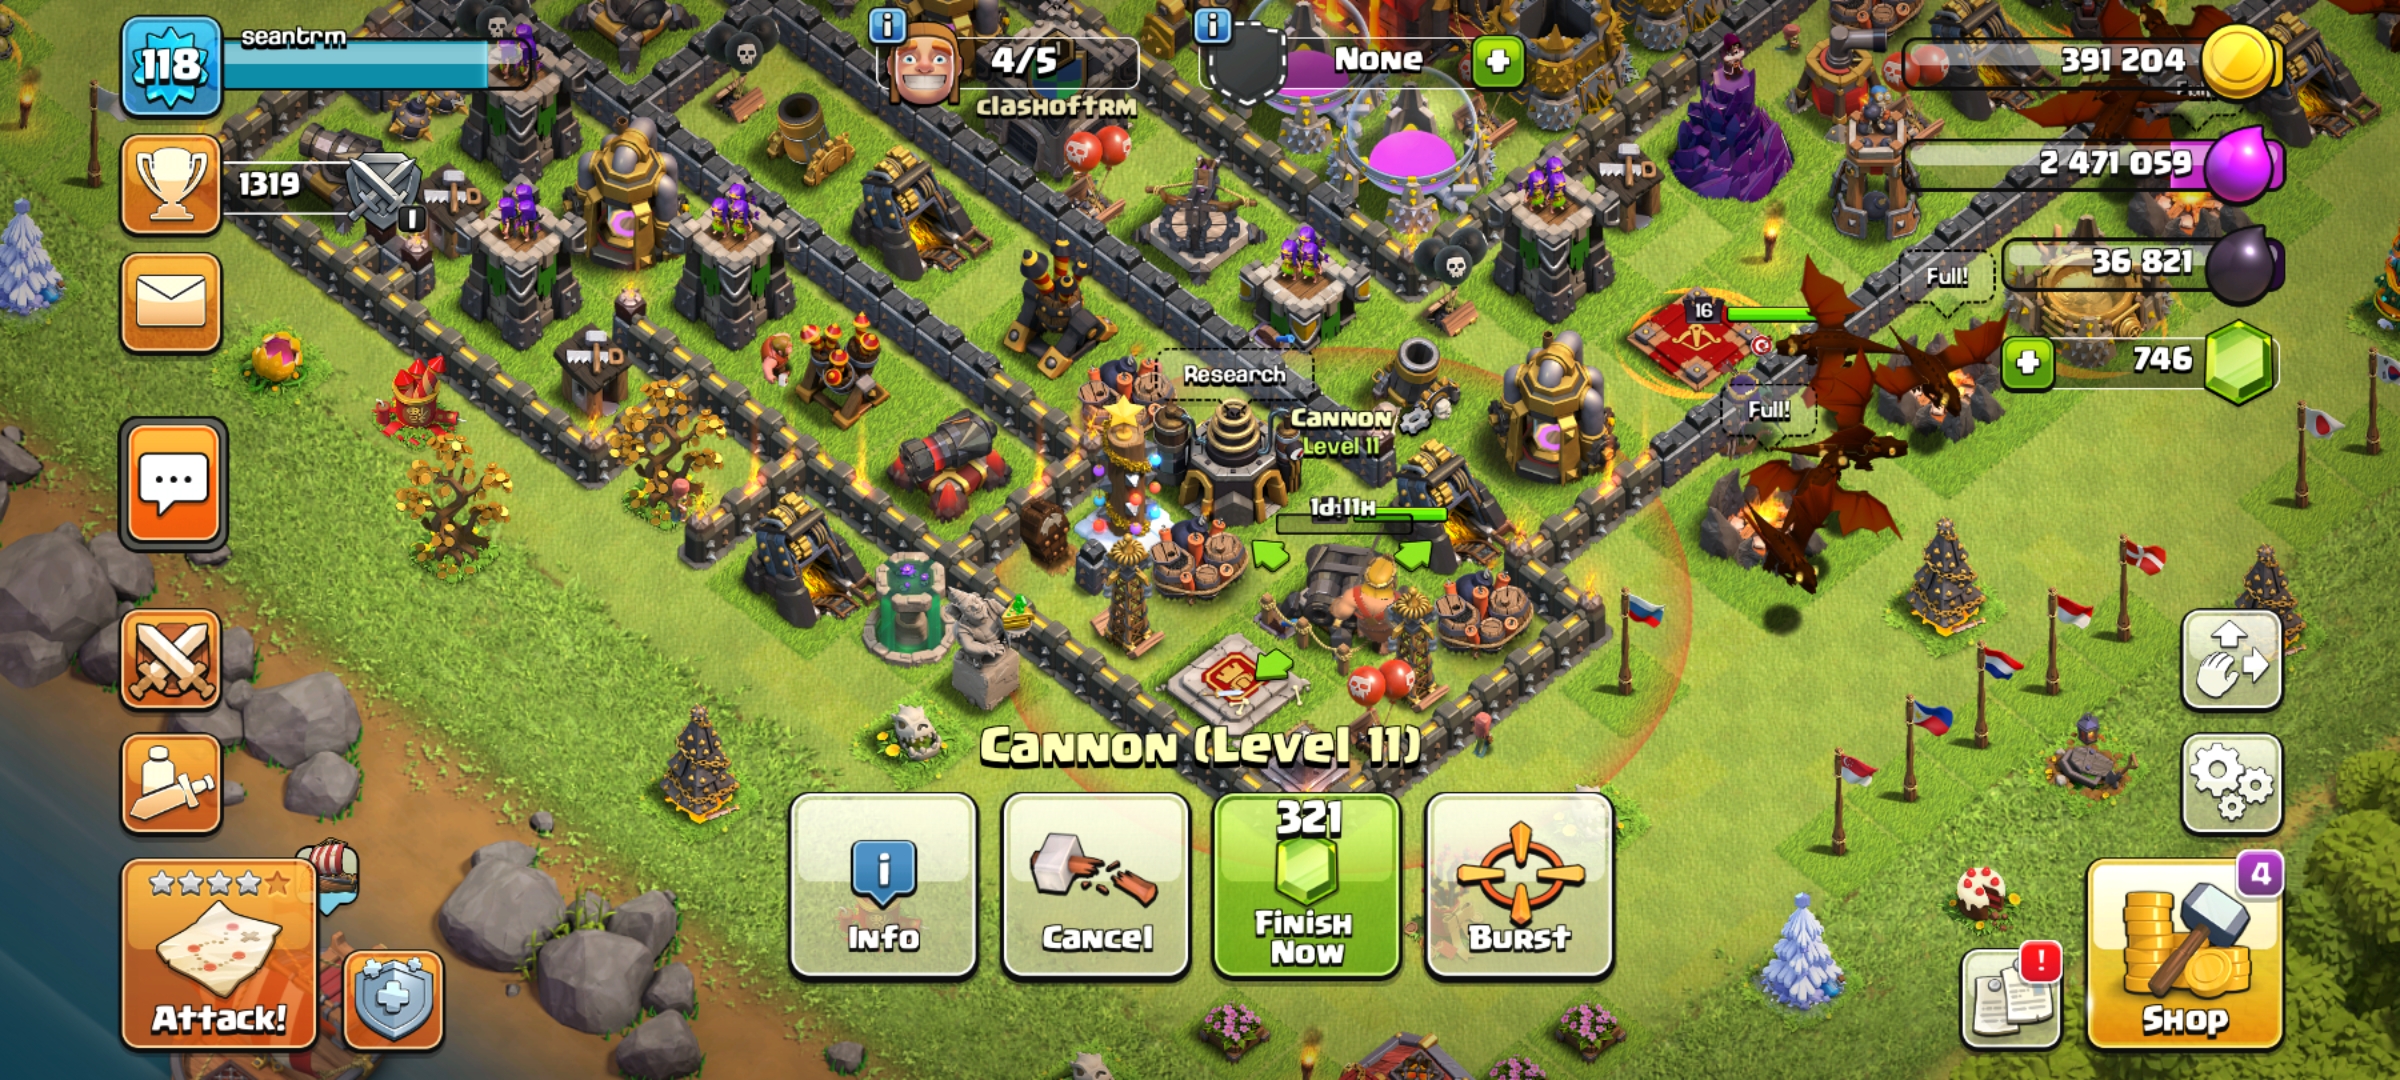 118
seantrm
4/5
clashoftRM
None
391 204
1319
I
2 471 059
36 821
Full!
16
746
Research
Full!
Cannon
Level 11
1d 11H
Cannon (Level 11)
321
Info
Cancel
Finish
Now
Burst
4
!
Attack!
Shop